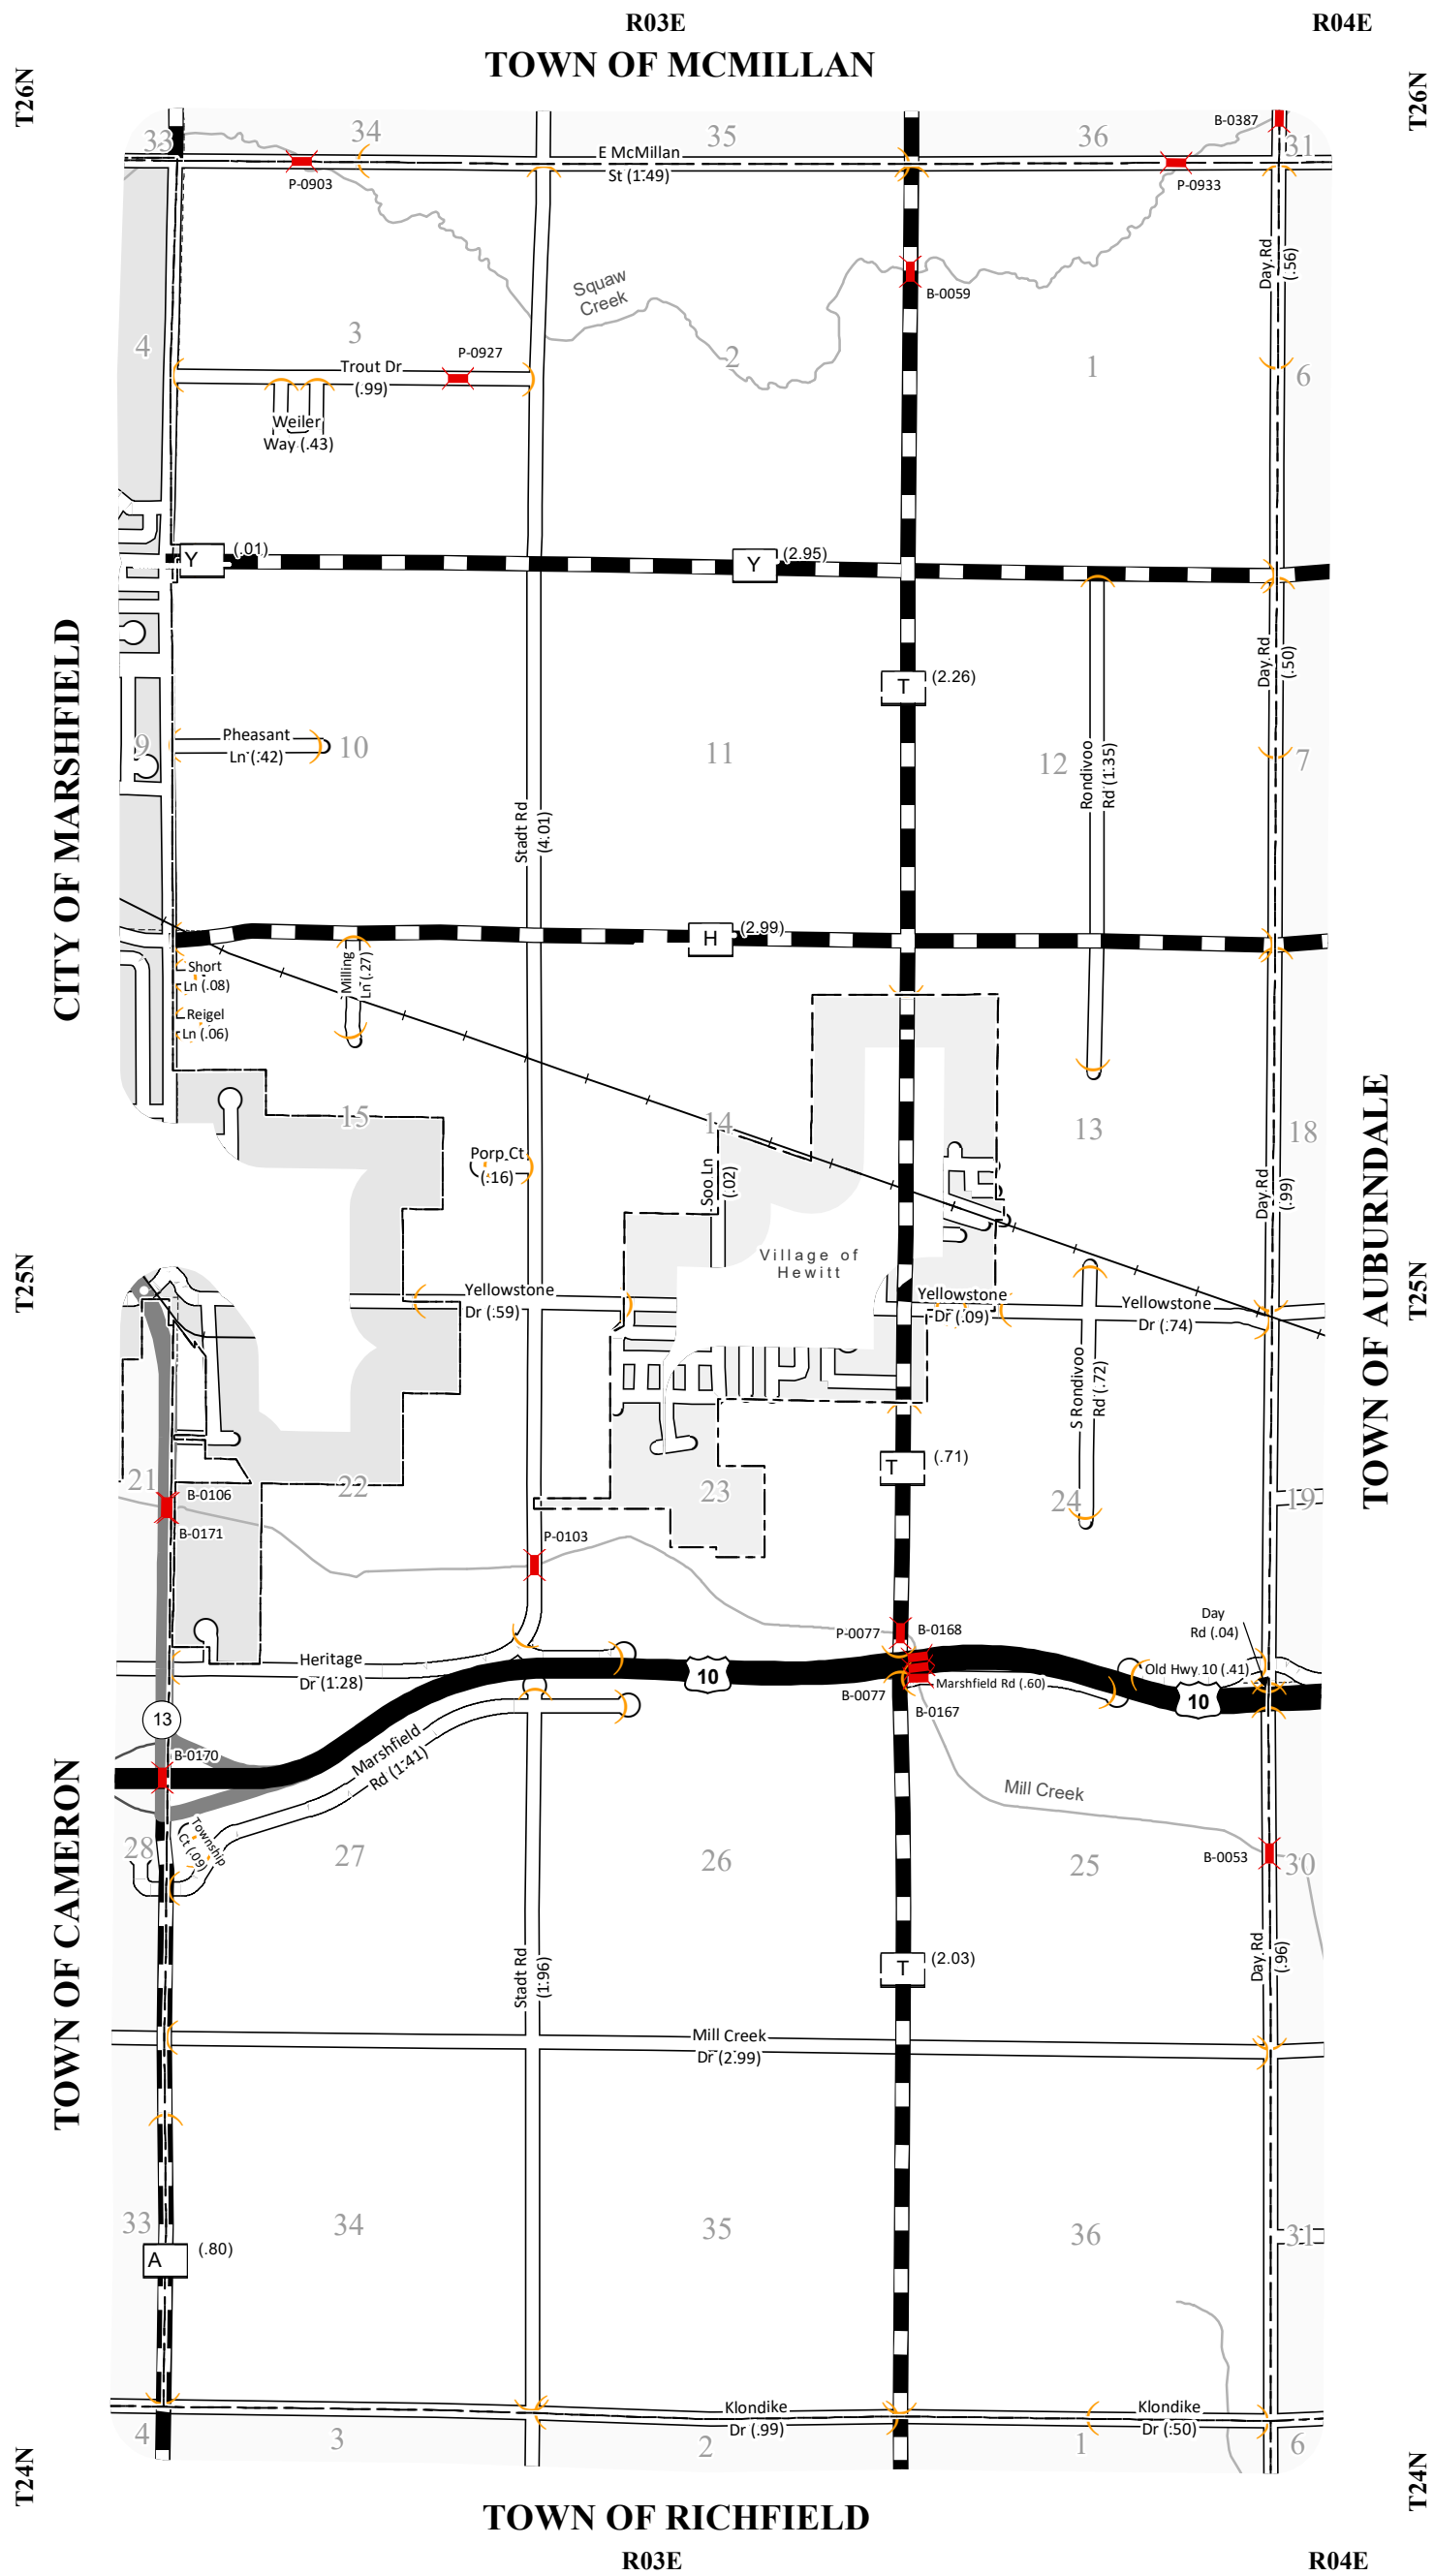 R03E
R04E
TOWN OF MCMILLAN
T26N
T26N
B-0387
33
34
35
36
31
E McMillan
St (1.49)
P-0903
P-0933
Day Rd
(.56)
Squaw
Creek
B-0059
4
3
2
1
6
P-0927
Trout Dr
(.99)
Weiler
Way (.43)
Y
(.01)
Y
(2.95)
CITY OF MARSHFIELD
T
(2.26)
Day Rd
(.50)
Pheasant
Ln (.42)
9
10
11
12
7
Rondivoo
Rd (1.35)
Stadt Rd
(4.01)
H
(2.99)
Short
Ln (.08)
Milling
Ln (.27)
Reigel
Ln (.06)
15
14
13
18
TOWN OF AUBURNDALE
Porp Ct
(.16)
Soo Ln
(.02)
Day Rd
(.99)
Village of
Hewitt
T25N
T25N
Yellowstone
Dr (.59)
Yellowstone
Dr (.09)
Yellowstone
Dr (.74)
S Rondivoo
Rd (.72)
T
(.71)
21
22
23
24
19
B-0106
B-0171
P-0103
Day
Rd (.04)
P-0077
B-0168
Heritage
Dr (1.28)
10
Old Hwy 10 (.41)
Marshfield Rd (.60)
B-0077
B-0167
10
13
B-0170
Marshfield
Rd (1.41)
Mill Creek
TOWN OF CAMERON
Township
Ct (.09)
28
27
26
25
30
B-0053
Stadt Rd
(1.96)
T
(2.03)
Day Rd
(.96)
Mill Creek
Dr (2.99)
33
34
35
36
31
A
(.80)
Klondike
Dr (.99)
Klondike
Dr (.50)
4
3
2
1
6
T24N
T24N
TOWN OF RICHFIELD
R03E
R04E